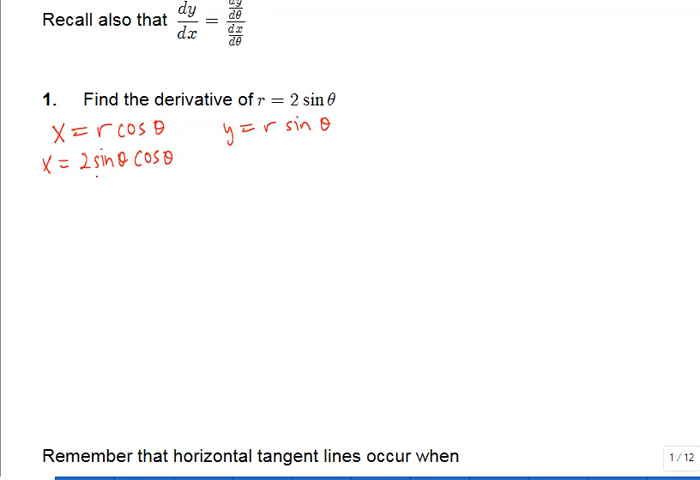 Recall also that dy/dx = (dy/dθ)/(dx/dθ)
1. Find the derivative of r = 2 sin θ
x = r cos θ y = r sin θ
x = 2 sin θ cos θ
Remember that horizontal tangent lines occur when
1 / 12